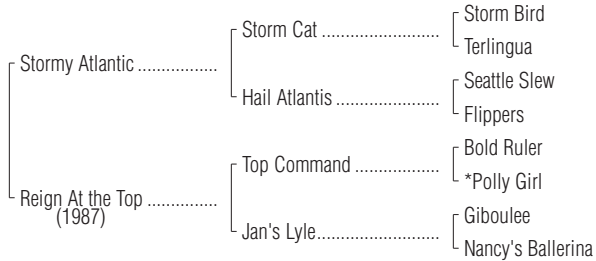 Storm Bird
Storm Cat ........................
Terlingua
Stormy Atlantic ................
Seattle Slew
Hail Atlantis .....................
Flippers
Bold Ruler
Top Command .................
*Polly Girl
Reign At the Top ..............
(1987)
Giboulee
Jan's Lyle.........................
Nancy's Ballerina